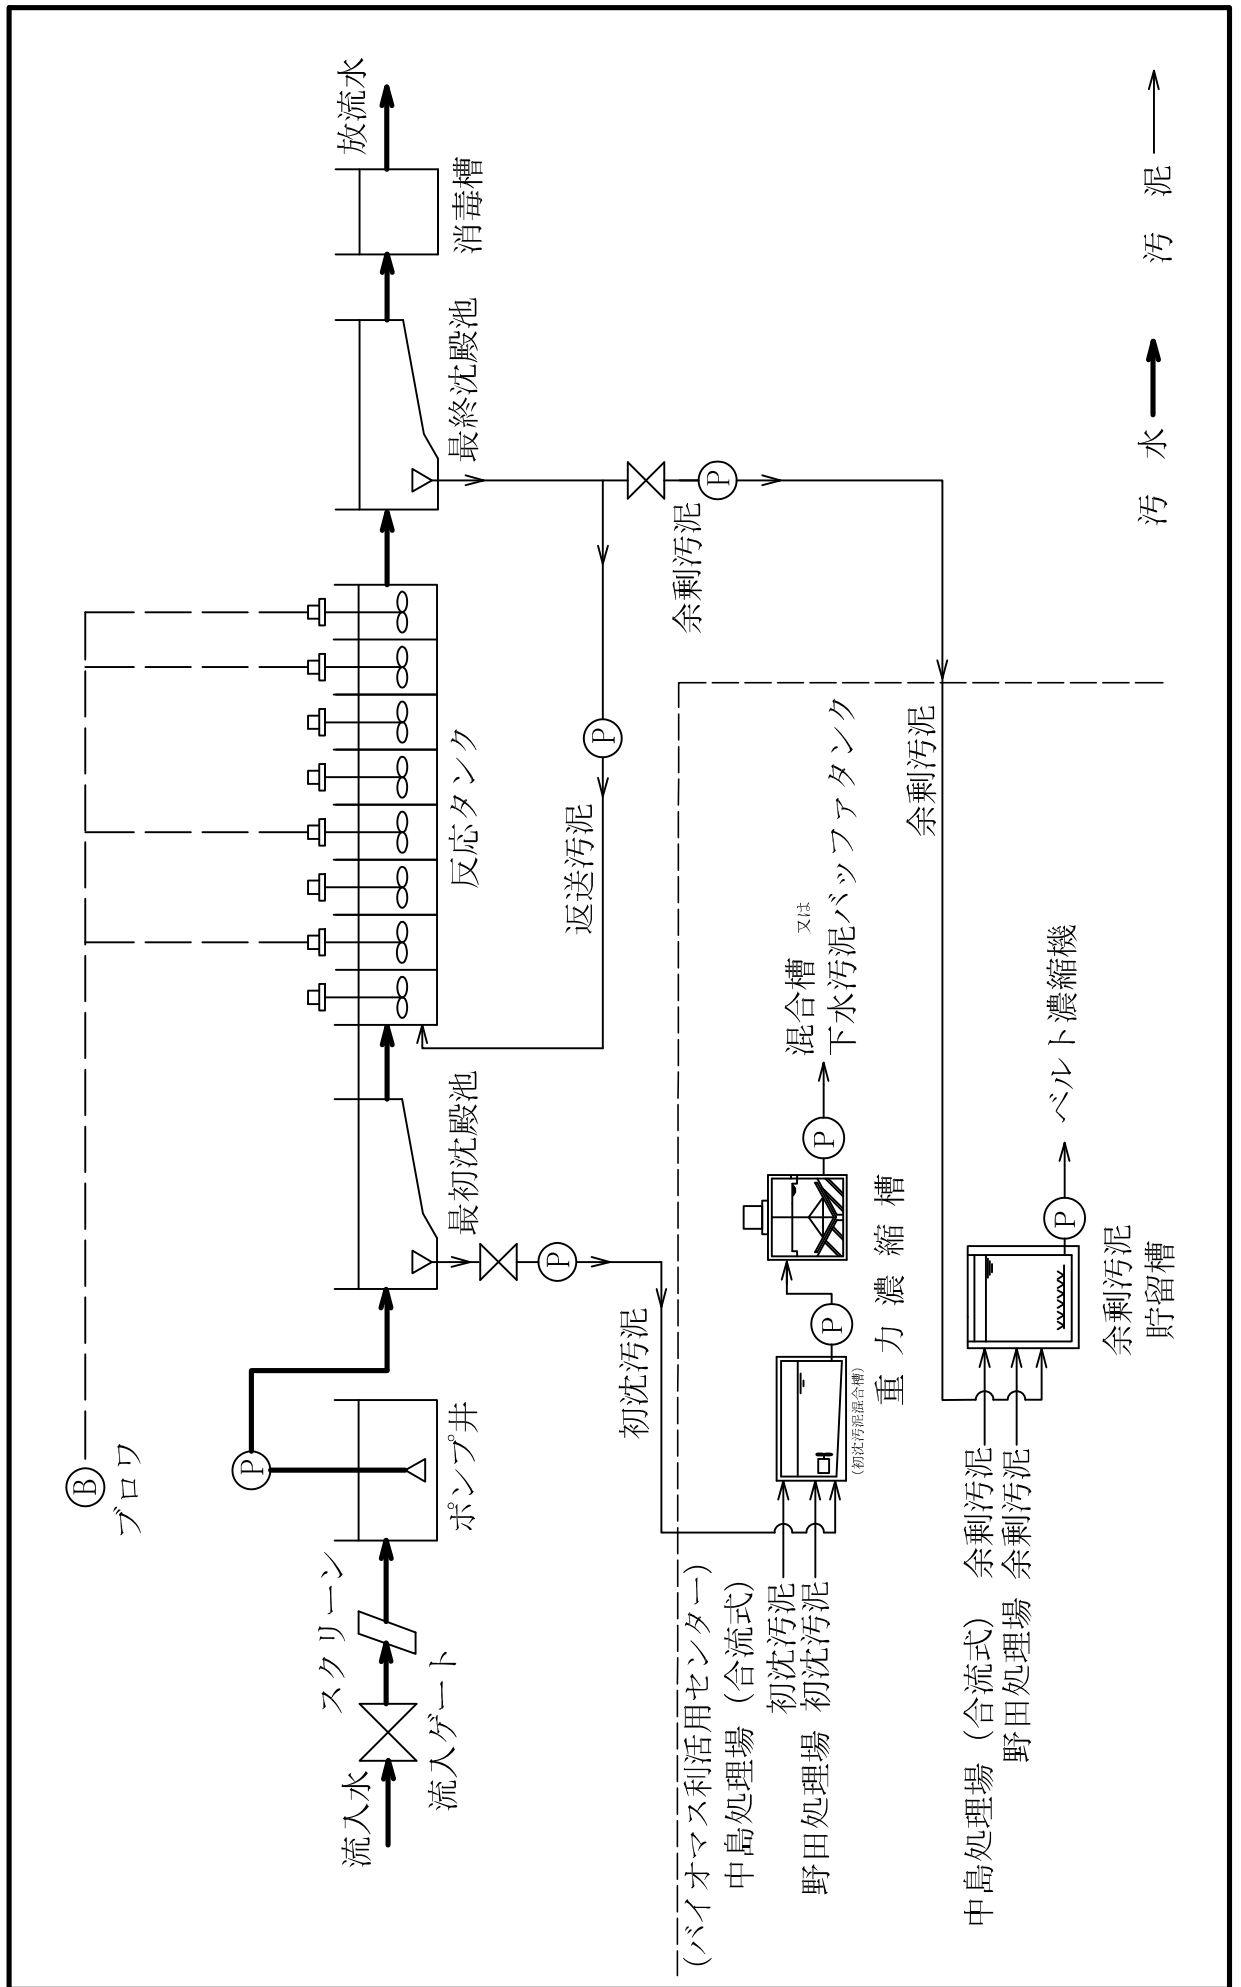 B
ブロワ
流入水
流入ゲート
スクリーン
P
ポンプ井
最初沈殿池
反応タンク
最終沈殿池
消毒槽
放流水
P
初沈汚泥
返送汚泥
P
余剰汚泥
P
(バイオマス利活用センター)
中島処理場（合流式）
初沈汚泥
野田処理場　初沈汚泥
(初沈汚泥混合槽)
P
重力濃縮槽
P
混合槽　又は
下水汚泥バッファタンク
余剰汚泥
中島処理場（合流式）　余剰汚泥
野田処理場　余剰汚泥
余剰汚泥
貯留槽
P
ベルト濃縮機
汚　水
汚　泥